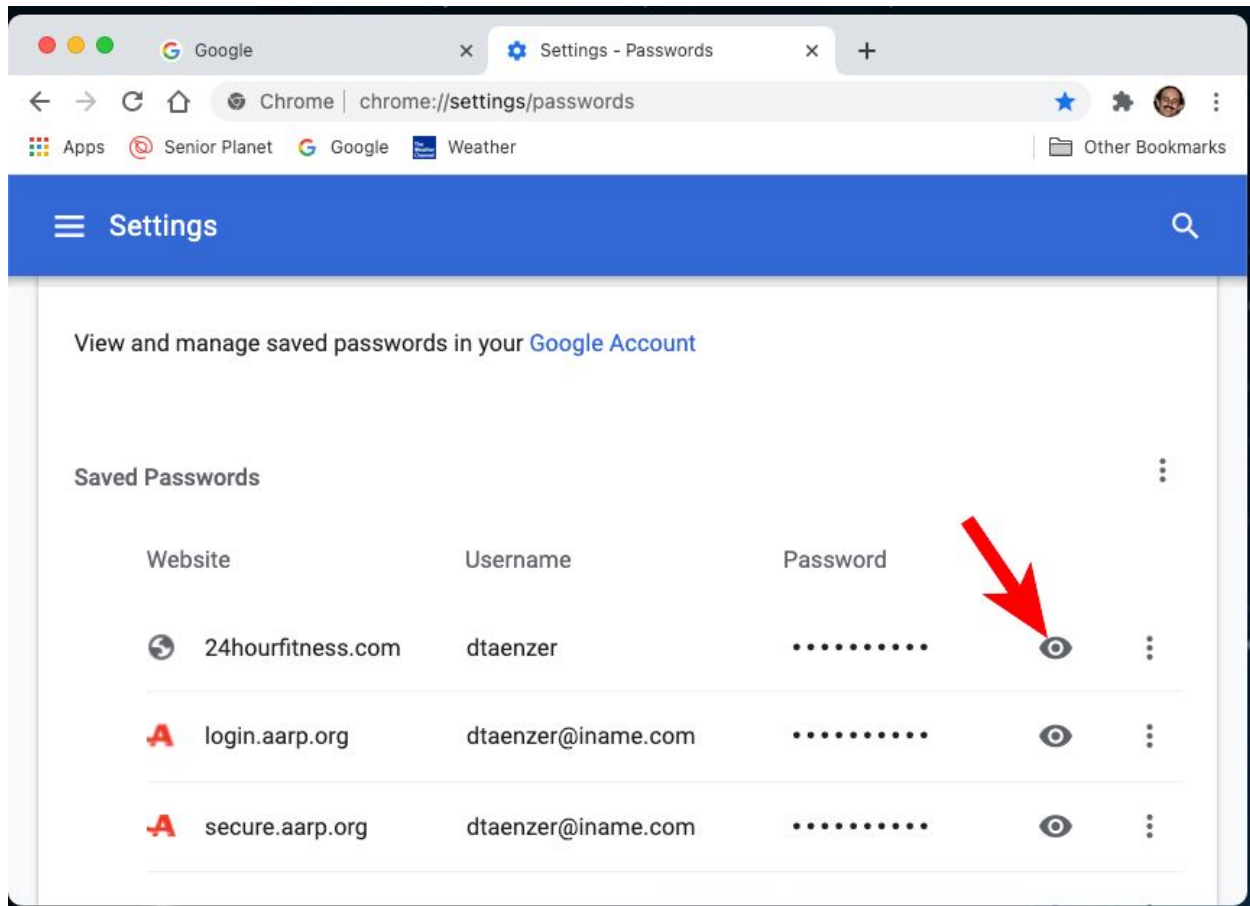 Google
Settings - Passwords
Chrome | chrome://settings/passwords
Apps Senior Planet Google Weather Other Bookmarks
Settings
View and manage saved passwords in your Google Account
Saved Passwords
Website Username Password
24hourfitness.com dtaenzer ••••••••••
login.aarp.org dtaenzer@iname.com ••••••••••
secure.aarp.org dtaenzer@iname.com ••••••••••